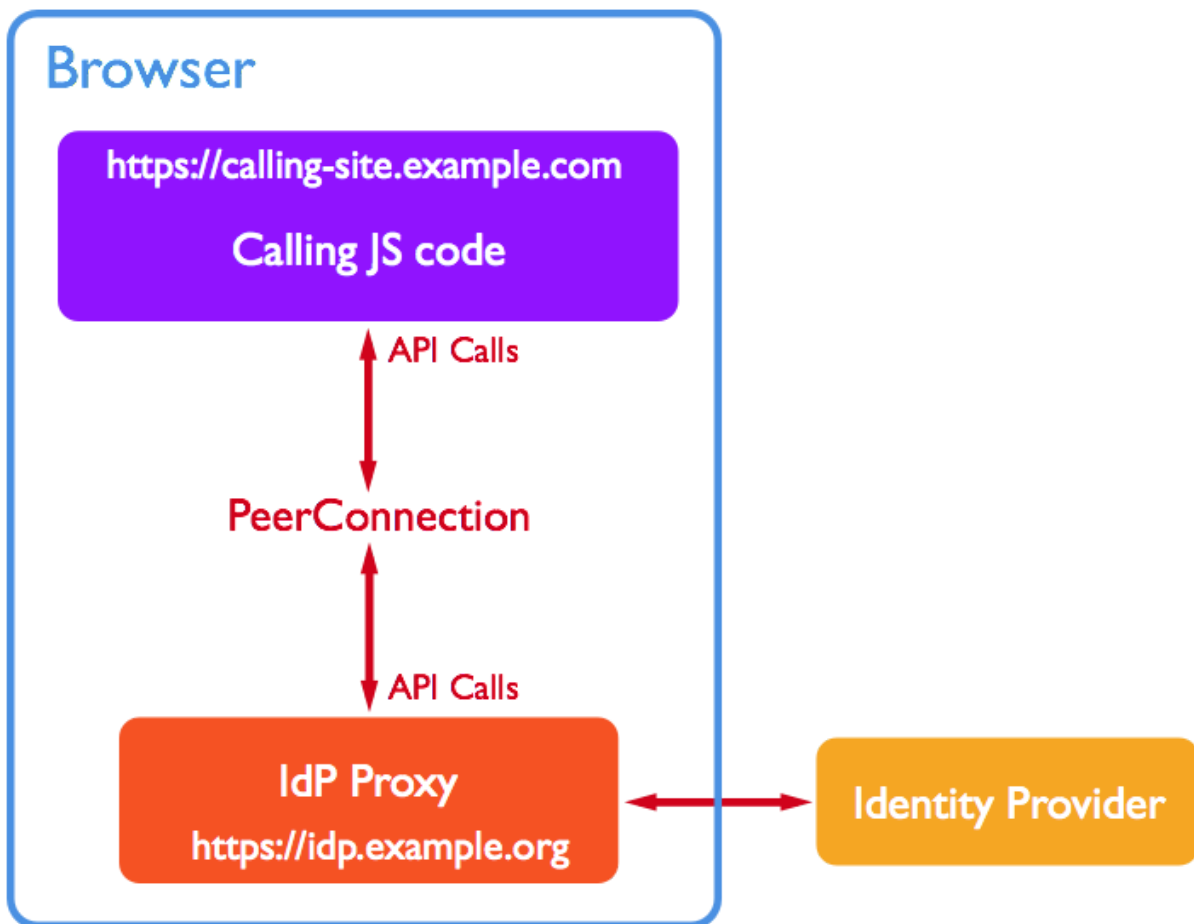 Browser
https://calling-site.example.com
Calling JS code
API Calls
PeerConnection
API Calls
IdP Proxy
https://idp.example.org
Identity Provider